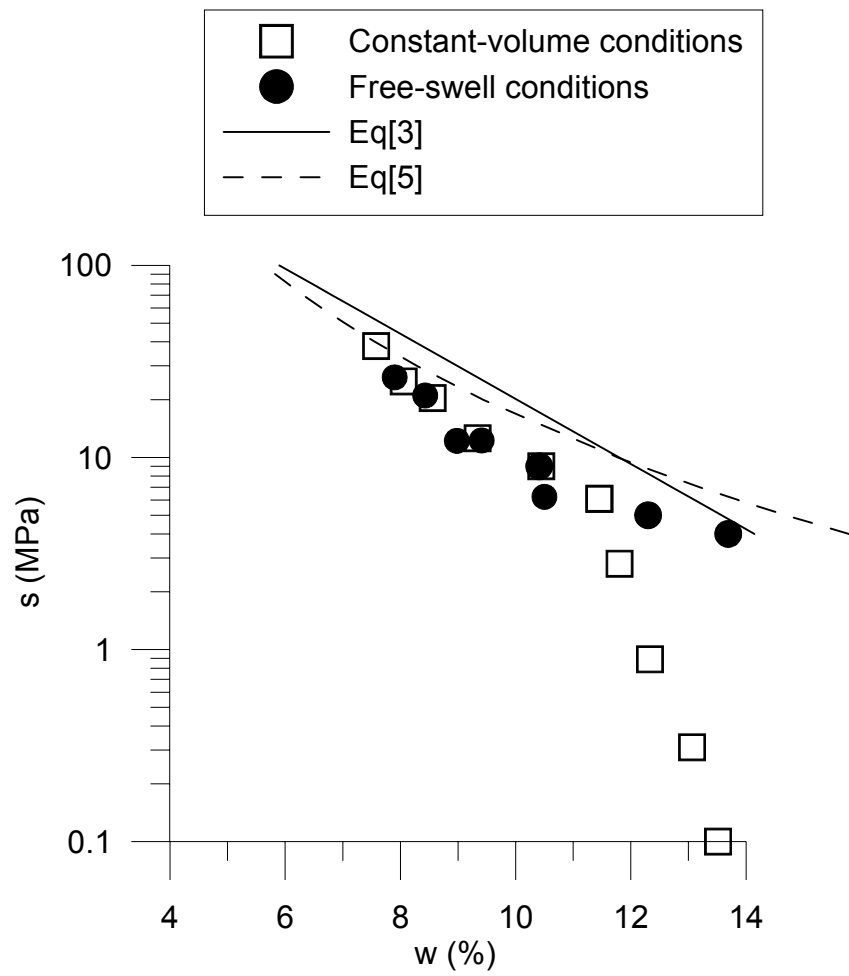 Constant-volume conditions
Free-swell conditions
Eq[3]
Eq[5]
100
10
1
0.1
s (MPa)
4 6 8 10 12 14
w (%)